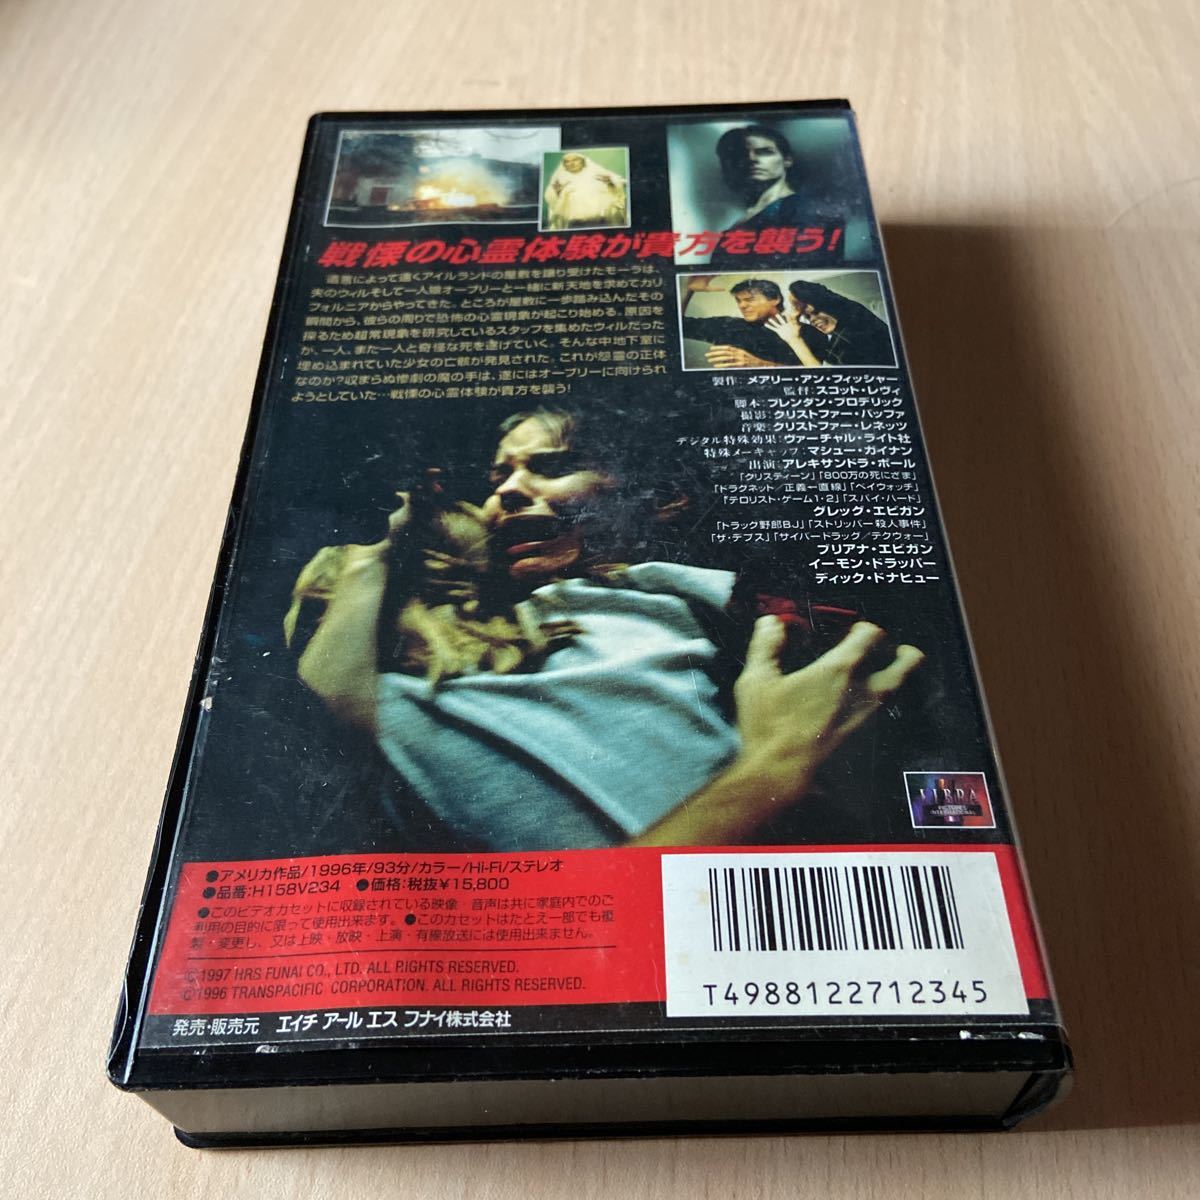 戦慄の心霊体験が貴方を襲う!
遺言によって遠くアイルランドの屋敷を譲り受けたモーラは、
夫のウィルそして一人娘オーブリーと一緒に新天地を求めてカリ
フォルニアからやってきた。ところが屋敷に一歩踏み込んだその
瞬間から、彼らの周りで恐怖の心霊現象が起こり始める。原因を
探るため超常現象を研究しているスタッフを集めたウィルだった
が、一人、また一人と奇怪な死を遂げていく。そんな中地下室に
埋め込まれていた少女の亡骸が発見された。これが怨霊の正体
なのか?収まらぬ惨劇の魔の手は、遂にはオーブリーに向けられ
ようとしていた…戦慄の心霊体験が貴方を襲う!
製作:メアリー・アン・フィッシャー
監督:スコット・レヴィ
脚本:ブレンダン・ブロデリック
撮影:クリストファー・バッファ
音楽:クリストファー・レネッツ
デジタル特殊効果:ヴァーチャル・ライト社
特殊メーキャップ:マシュー・カイナン
出演:アレキサンドラ・ポール
「クリスティーン」「800万の死にざま」
「ドラグネット/正義一直線」「ベイウォッチ」
「テロリスト・ゲーム1・2」「スパイ・ハード」
グレッグ・エビガン
「トラック野郎BJ」「ストリッパー殺人事件」
「ザ・デプス」「サイバートラッグ/テクウォー」
ブリアナ・エビガン
イーモン・ドラッパー
ディック・ドナヒュー
LIBRA
PICTURES
INTERNATIONAL
●アメリカ作品/1996年/93分/カラー/Hi-Fi/ステレオ
●品番:H158V234 ●価格:税抜¥15,800
●このビデオカセットに収録されている映像・音声は共に家庭内でのご
利用の目的に限って使用出来ます。●このカセットはたとえ一部でも複
製・変更し、又は上映・放映・上演・有線放送には使用出来ません。
©1997 HRS FUNAI CO., LTD. ALL RIGHTS RESERVED.
©1996 TRANSPACIFIC CORPORATION. ALL RIGHTS RESERVED.
T4988122712345
発売・販売元 エイチ アール エス フナイ株式会社